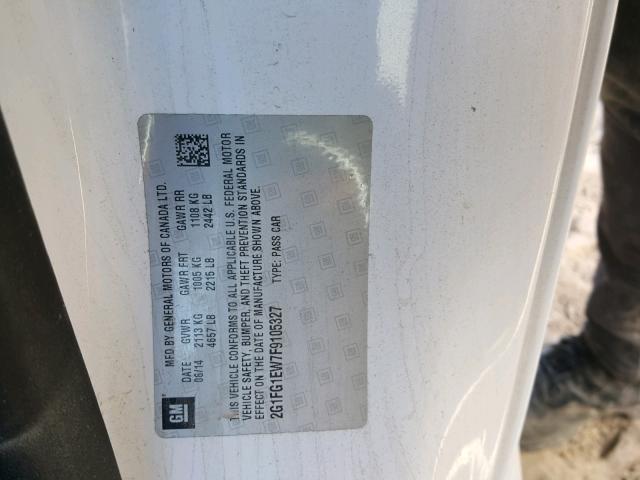 GM
MFD BY GENERAL MOTORS OF CANADA LTD.
DATE GVWR GAWR FRT GAWR RR
08/14 2113 KG 1005 KG 1108 KG
4657 LB 2215 LB 2442 LB
THIS VEHICLE CONFORMS TO ALL APPLICABLE U.S. FEDERAL MOTOR
VEHICLE SAFETY, BUMPER, AND THEFT PREVENTION STANDARDS IN
EFFECT ON THE DATE OF MANUFACTURE SHOWN ABOVE.
2G1FG1EW7F9105327 TYPE: PASS CAR